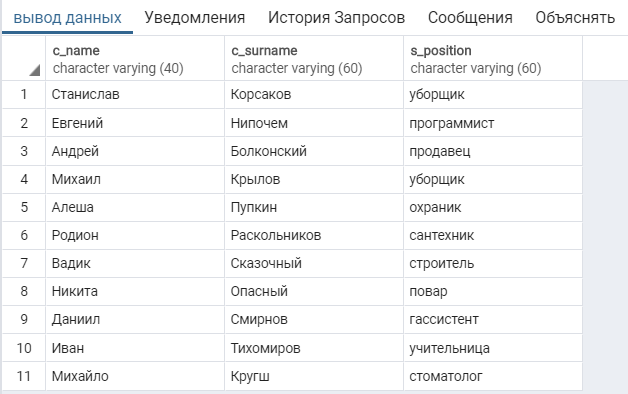 вывод данных Уведомления История Запросов Сообщения Объяснять
c_name c_surname s_position
character varying (40) character varying (60) character varying (60)
1 Станислав Корсаков уборщик
2 Евгений Нипочем программист
3 Андрей Болконский продавец
4 Михаил Крылов уборщик
5 Алеша Пупкин охраник
6 Родион Раскольников сантехник
7 Вадик Сказочный строитель
8 Никита Опасный повар
9 Даниил Смирнов гассистент
10 Иван Тихомиров учительница
11 Михайло Кругш стоматолог